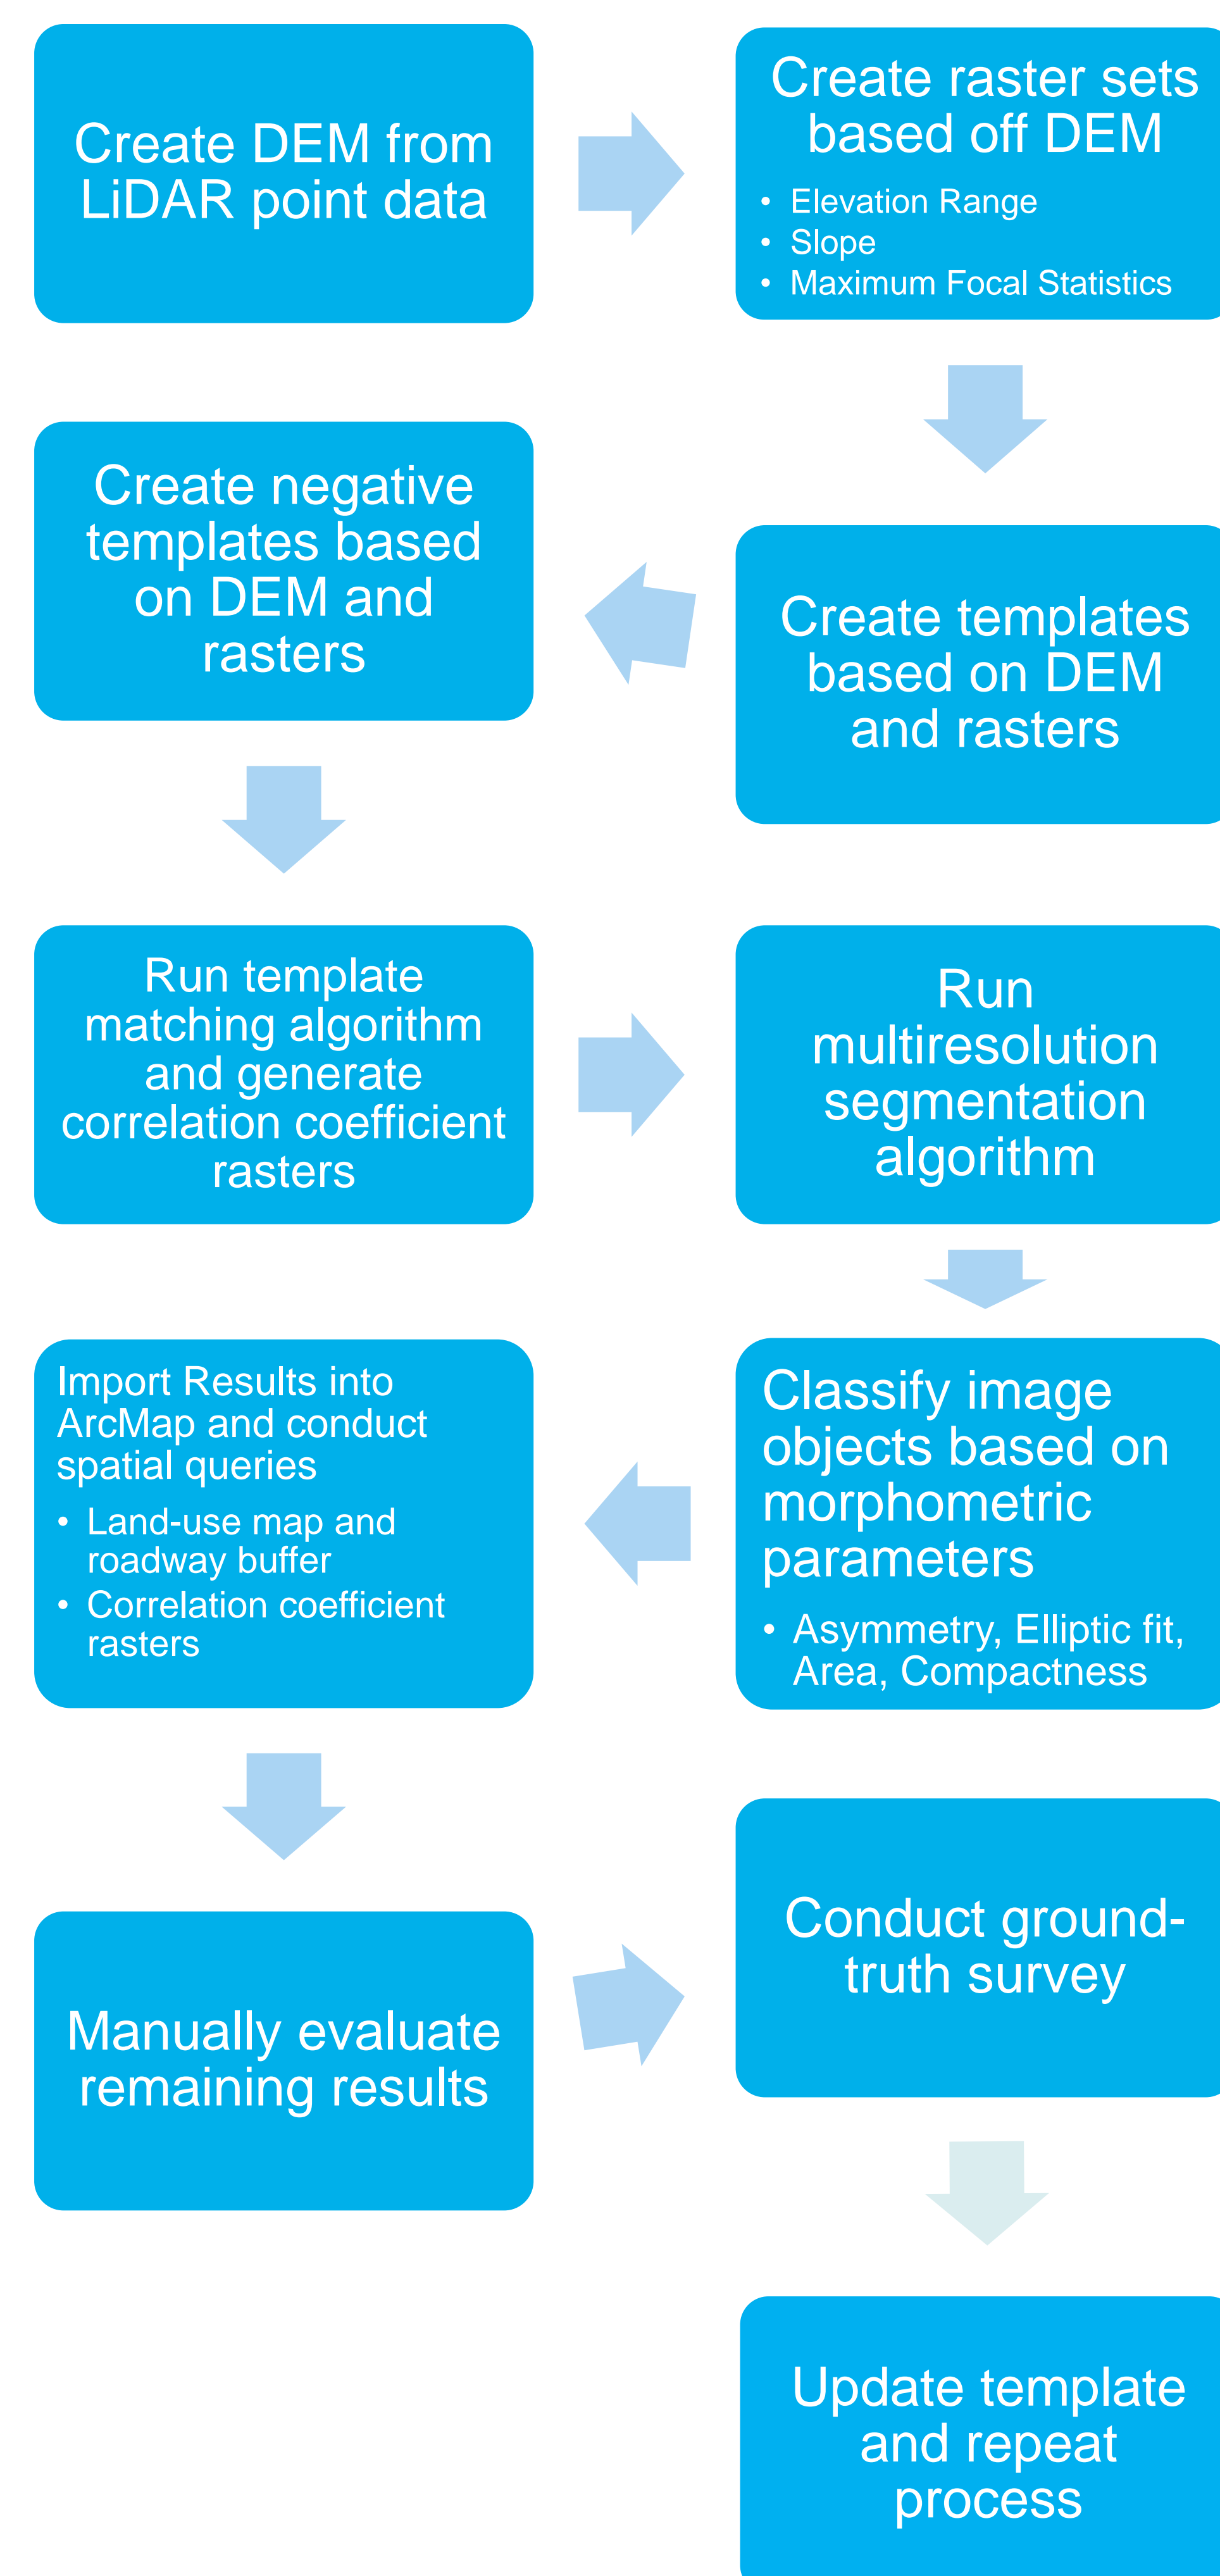 Create DEM from
LiDAR point data
Create raster sets
based off DEM
• Elevation Range
• Slope
• Maximum Focal Statistics
Create templates
based on DEM
and rasters
Create negative
templates based
on DEM and
rasters
Run template
matching algorithm
and generate
correlation coefficient
rasters
Run
multiresolution
segmentation
algorithm
Classify image
objects based on
morphometric
parameters
• Asymmetry, Elliptic fit,
Area, Compactness
Import Results into
ArcMap and conduct
spatial queries
• Land-use map and
roadway buffer
• Correlation coefficient
rasters
Manually evaluate
remaining results
Conduct ground-
truth survey
Update template
and repeat
process